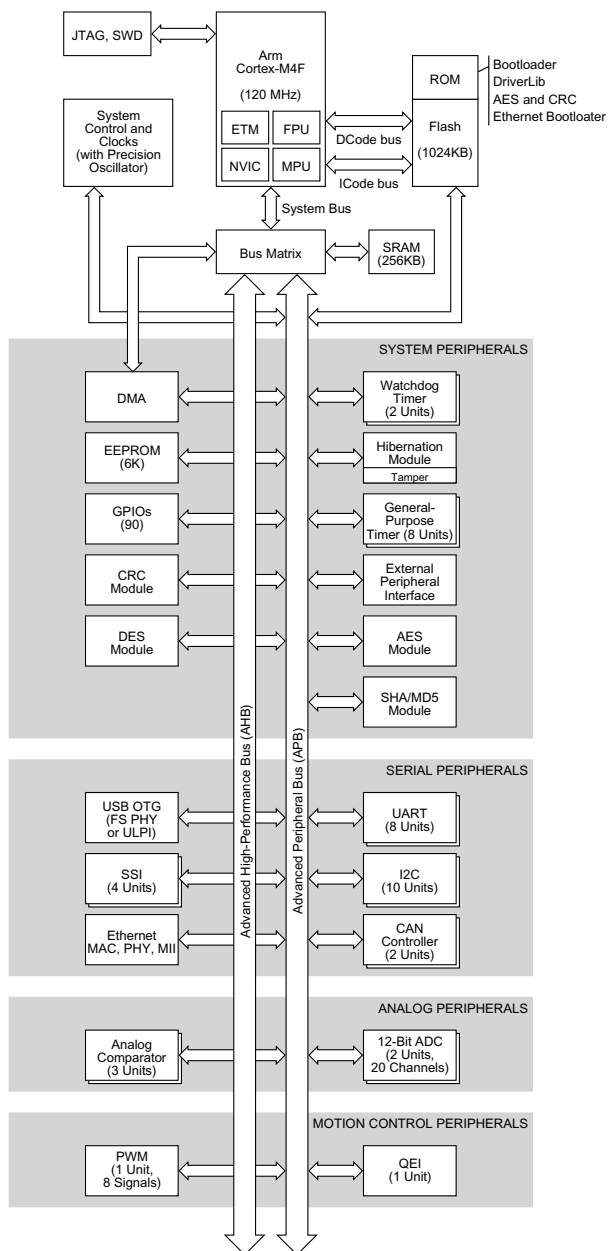 JTAG, SWD
Arm
Cortex-M4F
(120 MHz)
ETM
FPU
NVIC
MPU
ROM
Flash
(1024KB)
Bootloader
DriverLib
AES and CRC
Ethernet Bootloater
System
Control and
Clocks
(with Precision
Oscillator)
DCode bus
ICode bus
System Bus
Bus Matrix
SRAM
(256KB)
SYSTEM PERIPHERALS
DMA
Watchdog
Timer
(2 Units)
EEPROM
(6K)
Hibernation
Module
Tamper
GPIOs
(90)
General-
Purpose
Timer (8 Units)
CRC
Module
External
Peripheral
Interface
DES
Module
AES
Module
SHA/MD5
Module
Advanced High-Performance Bus (AHB)
Advanced Peripheral Bus (APB)
SERIAL PERIPHERALS
USB OTG
(FS PHY
or ULPI)
UART
(8 Units)
SSI
(4 Units)
I2C
(10 Units)
Ethernet
MAC, PHY, MII
CAN
Controller
(2 Units)
ANALOG PERIPHERALS
Analog
Comparator
(3 Units)
12-Bit ADC
(2 Units,
20 Channels)
MOTION CONTROL PERIPHERALS
PWM
(1 Unit,
8 Signals)
QEI
(1 Unit)